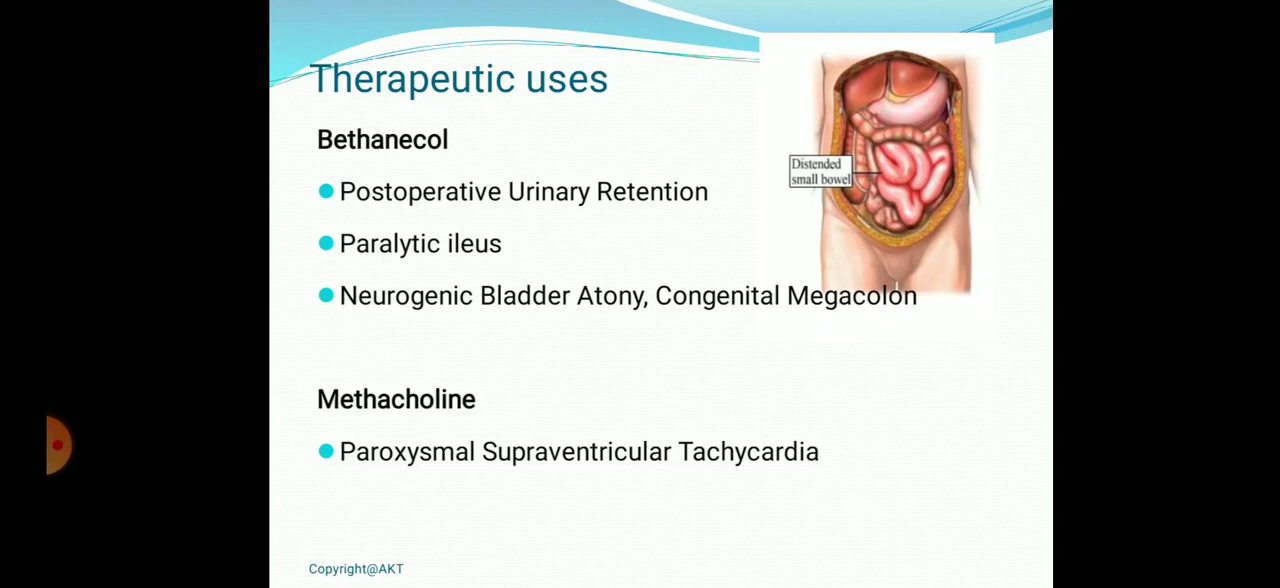 Therapeutic uses
Bethanecol
Postoperative Urinary Retention
Paralytic ileus
Neurogenic Bladder Atony, Congenital Megacolon
Distended
small bowel
Methacholine
Paroxysmal Supraventricular Tachycardia
Copyright@AKT